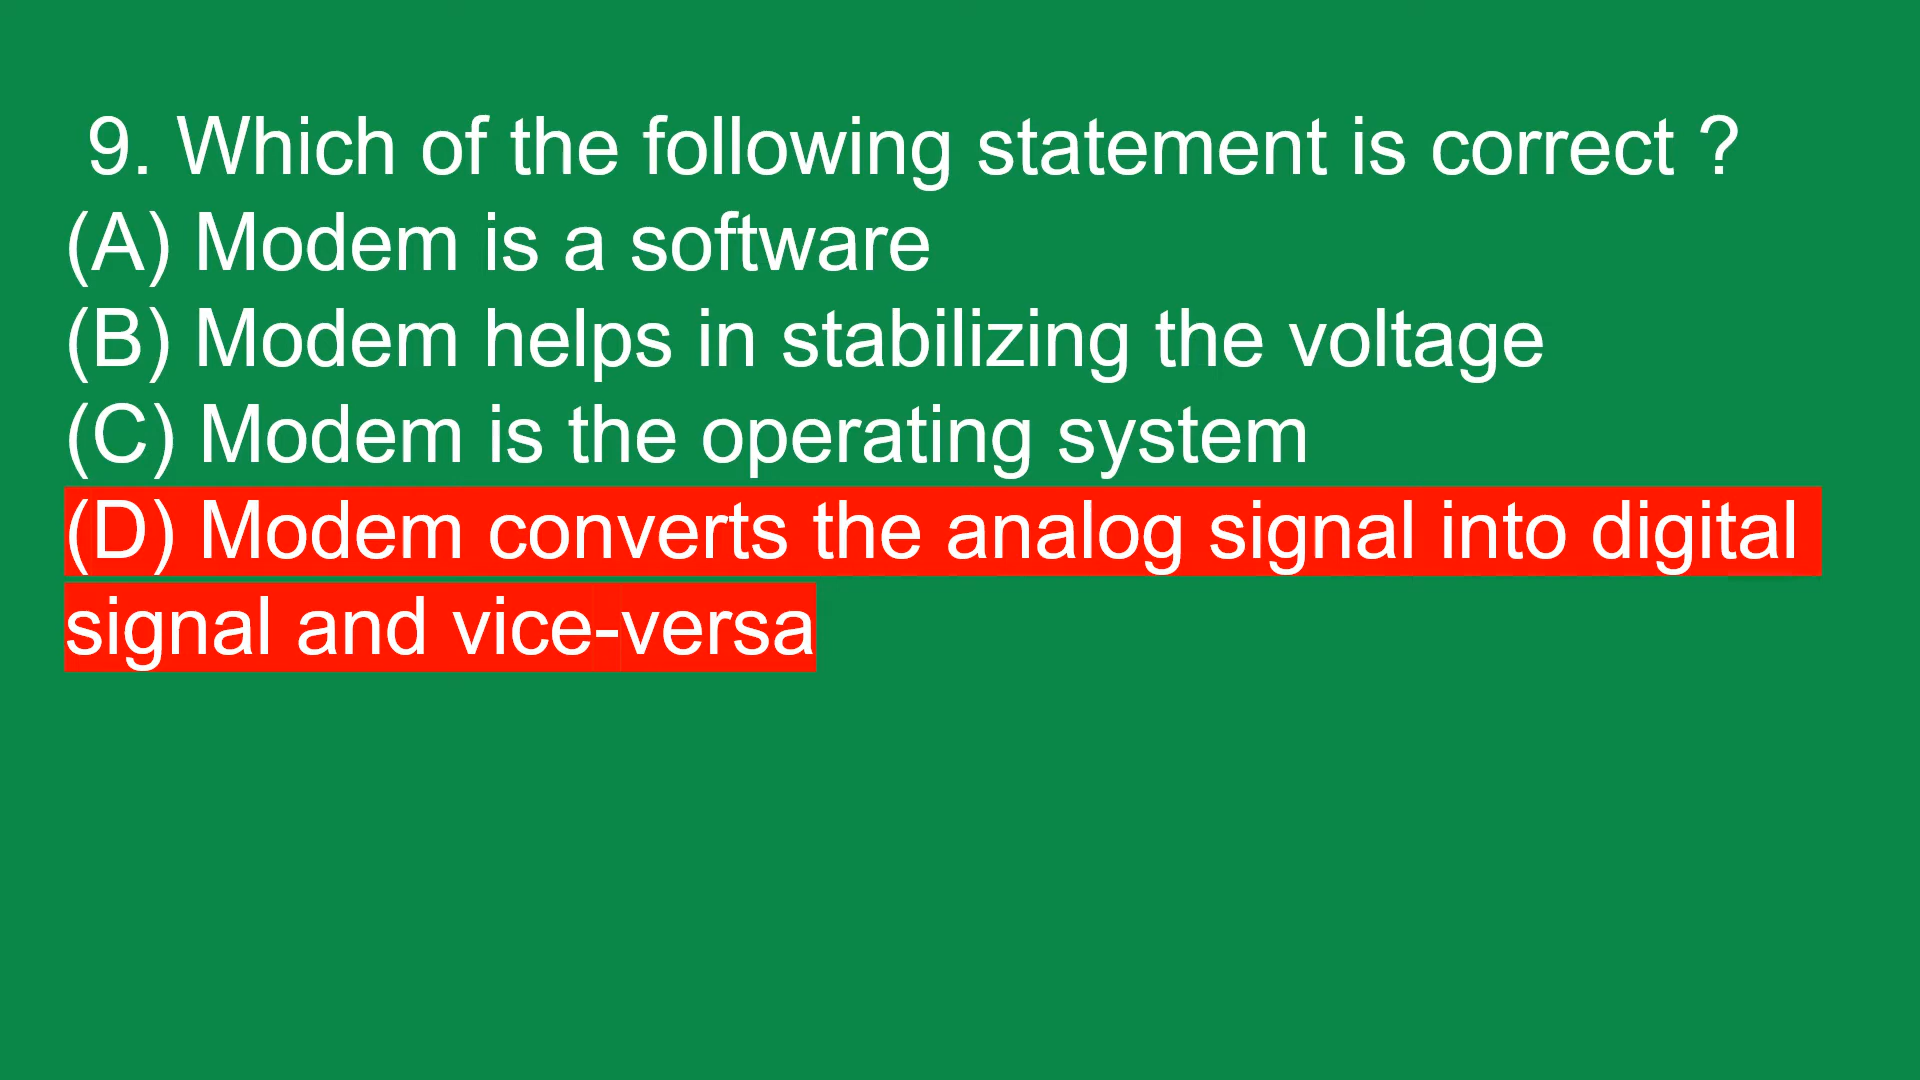 9. Which of the following statement is correct ?
(A) Modem is a software
(B) Modem helps in stabilizing the voltage
(C) Modem is the operating system
(D) Modem converts the analog signal into digital
signal and vice-versa